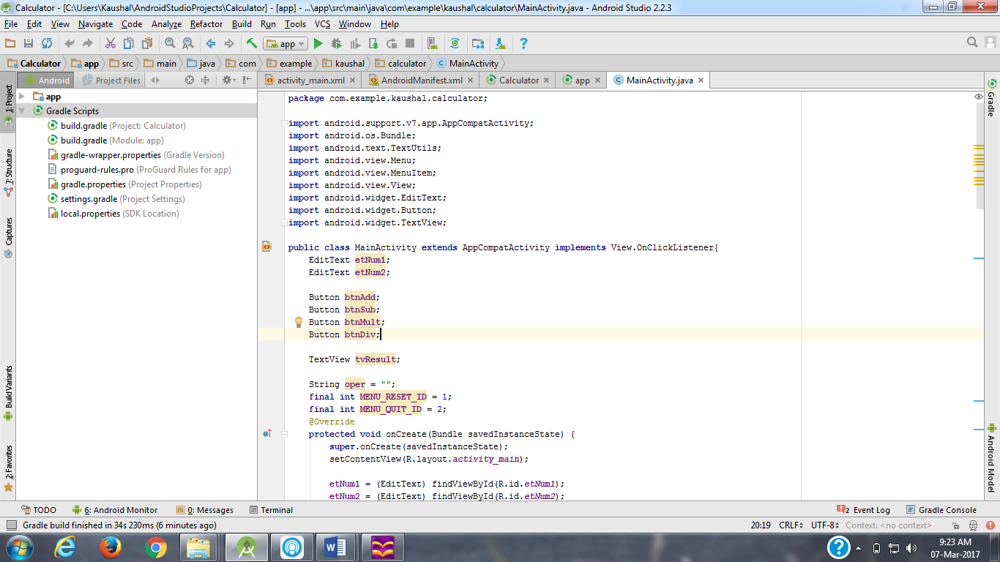 Calculator - [C:\Users\Kaushal\AndroidStudioProjects\Calculator] - [app] - ...\app\src\main\java\com\example\kaushal\calculator\MainActivity.java - Android Studio 2.2.3
File Edit View Navigate Code Analyze Refactor Build Run Tools VCS Window Help
app
Calculator app src main java com example kaushal calculator MainActivity
Android Project Files
activity_main.xml AndroidManifest.xml Calculator app MainActivity.java
1: Project
7: Structure
Captures
Build Variants
2: Favorites
app
Gradle Scripts
build.gradle (Project: Calculator)
build.gradle (Module: app)
gradle-wrapper.properties (Gradle Version)
proguard-rules.pro (ProGuard Rules for app)
gradle.properties (Project Properties)
settings.gradle (Project Settings)
local.properties (SDK Location)
package com.example.kaushal.calculator;
import android.support.v7.app.AppCompatActivity;
import android.os.Bundle;
import android.text.TextUtils;
import android.view.Menu;
import android.view.MenuItem;
import android.view.View;
import android.widget.EditText;
import android.widget.Button;
import android.widget.TextView;
public class MainActivity extends AppCompatActivity implements View.OnClickListener{
EditText etNum1;
EditText etNum2;
Button btnAdd;
Button btnSub;
Button btnMult;
Button btnDiv;
TextView tvResult;
String oper = "";
final int MENU_RESET_ID = 1;
final int MENU_QUIT_ID = 2;
@Override
protected void onCreate(Bundle savedInstanceState) {
super.onCreate(savedInstanceState);
setContentView(R.layout.activity_main);
etNum1 = (EditText) findViewById(R.id.etNum1);
etNum2 = (EditText) findViewById(R.id.etNum2);
Gradle
Android Model
TODO 6: Android Monitor 0: Messages Terminal 2 Event Log Gradle Console
Gradle build finished in 34s 230ms (6 minutes ago) 20:19 CRLF UTF-8 Context: <no context>
9:23 AM
07-Mar-2017